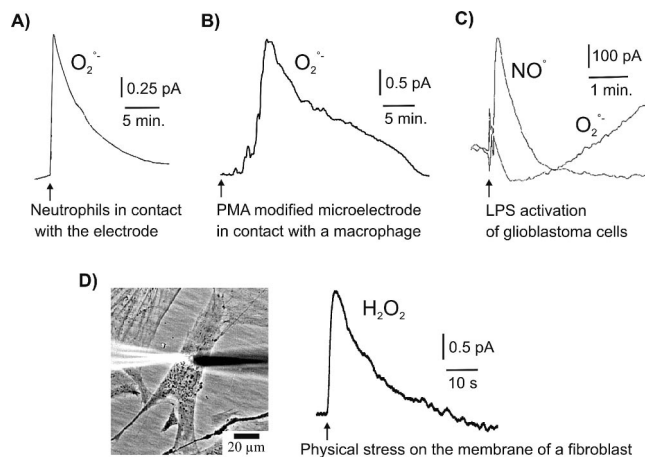 A)
O₂°⁻
0.25 pA
5 min.
Neutrophils in contact
with the electrode
B)
O₂°⁻
0.5 pA
5 min.
PMA modified microelectrode
in contact with a macrophage
C)
NO°
100 pA
1 min.
O₂°⁻
LPS activation
of glioblastoma cells
D)
20 µm
H₂O₂
0.5 pA
10 s
Physical stress on the membrane of a fibroblast